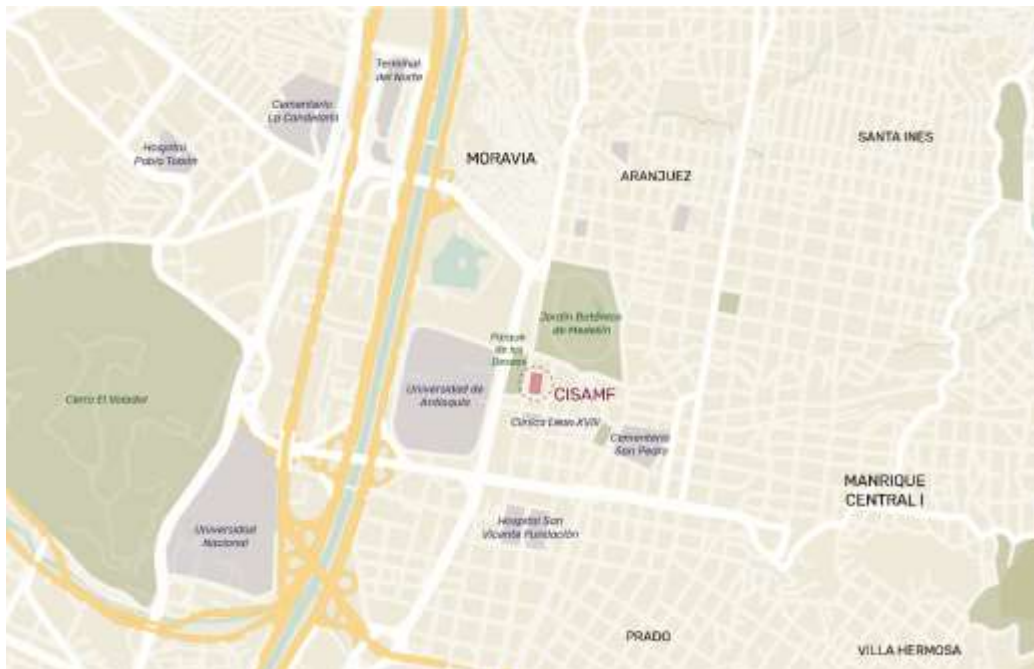 Terminal
del Norte
Cementerio
La Candelaria
Hospital
Pablo Tobón
MORAVIA
ARANJUEZ
SANTA INES
Jardín Botánico
de Medellín
Parque
de los
Deseos
Cerro El Volador
Universidad de
Antioquia
CISAMF
Clínica Leon XVIII
Cementerio
San Pedro
MANRIQUE
CENTRAL I
Universidad
Nacional
Hospital San
Vicente Fundación
PRADO
VILLA HERMOSA